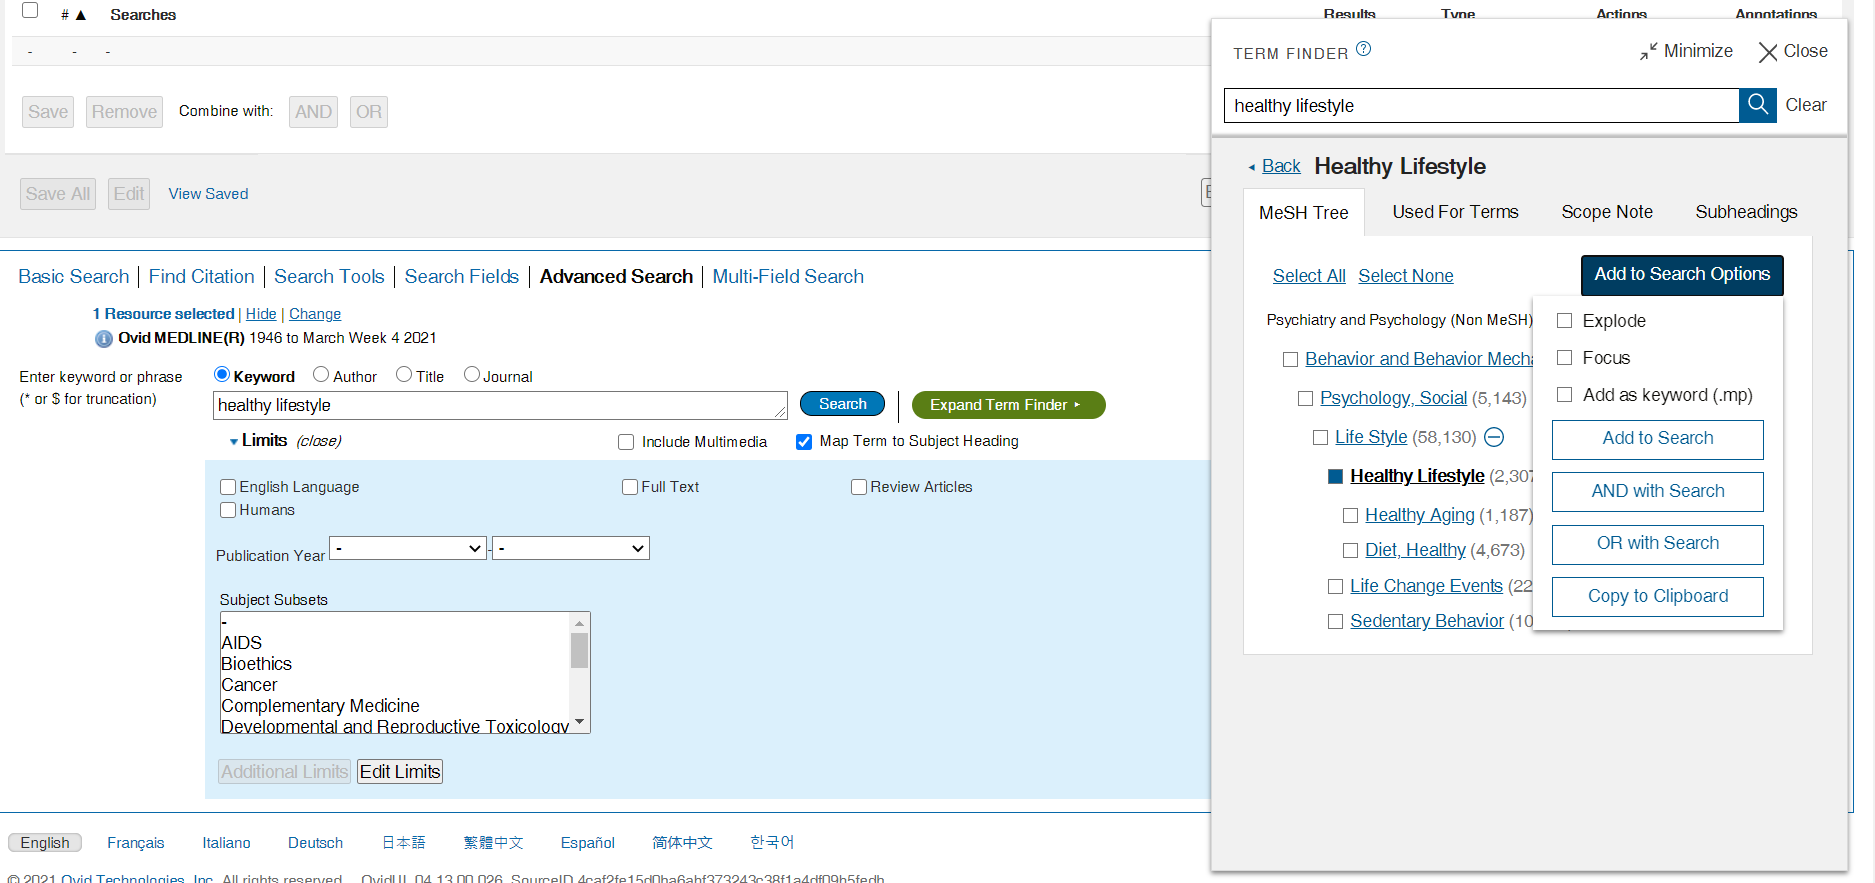 # ▲ Searches Results Type Actions Annotations
- - -
Save Remove Combine with: AND OR
Save All Edit View Saved
Basic Search | Find Citation | Search Tools | Search Fields | Advanced Search | Multi-Field Search
1 Resource selected | Hide | Change
Ovid MEDLINE(R) 1946 to March Week 4 2021
Enter keyword or phrase
(* or $ for truncation)
Keyword Author Title Journal
healthy lifestyle
Search Expand Term Finder ▸
Limits (close) Include Multimedia Map Term to Subject Heading
English Language Full Text Review Articles
Humans
Publication Year - - -
Subject Subsets
-
AIDS
Bioethics
Cancer
Complementary Medicine
Developmental and Reproductive Toxicology
Additional Limits Edit Limits
TERM FINDER ? Minimize Close
healthy lifestyle Clear
Back Healthy Lifestyle
MeSH Tree Used For Terms Scope Note Subheadings
Select All Select None Add to Search Options
Psychiatry and Psychology (Non MeSH)
Behavior and Behavior Mecha
Psychology, Social (5,143)
Life Style (58,130)
Healthy Lifestyle (2,307
Healthy Aging (1,187)
Diet, Healthy (4,673)
Life Change Events (22
Sedentary Behavior (10
Explode
Focus
Add as keyword (.mp)
Add to Search
AND with Search
OR with Search
Copy to Clipboard
English Français Italiano Deutsch 日本語 繁體中文 Español 简体中文 한국어
© 2021 Ovid Technologies, Inc. All rights reserved. OvidUI_04.13.00.026, SourceID 4caf2fe15d0ba6abf373243c38f1a4df09b5fedb